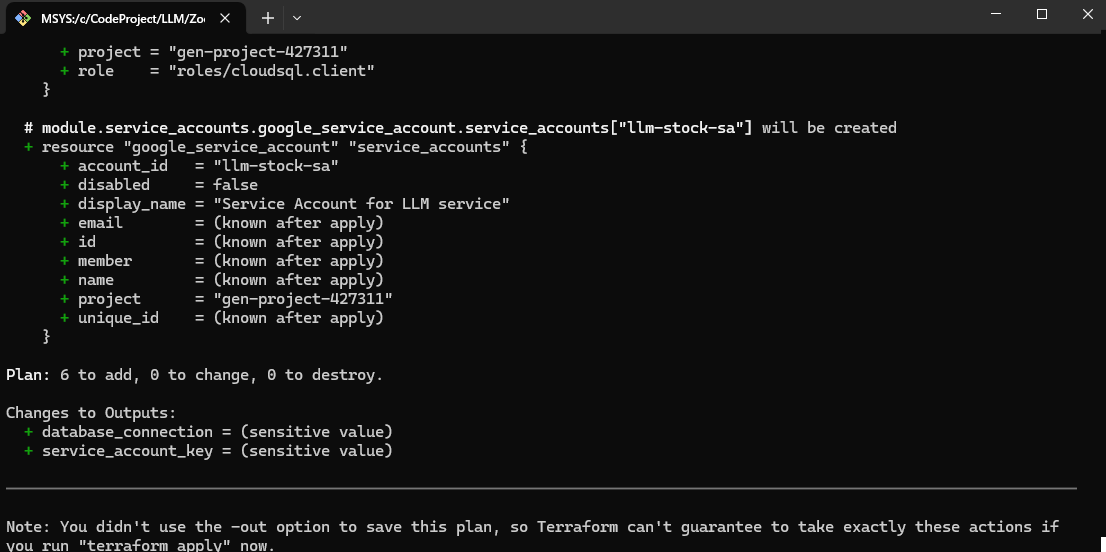 MSYS:/c/CodeProject/LLM/Zoo
+ project = "gen-project-427311"
+ role    = "roles/cloudsql.client"
}
# module.service_accounts.google_service_account.service_accounts["llm-stock-sa"] will be created
+ resource "google_service_account" "service_accounts" {
+ account_id   = "llm-stock-sa"
+ disabled     = false
+ display_name = "Service Account for LLM service"
+ email        = (known after apply)
+ id           = (known after apply)
+ member       = (known after apply)
+ name         = (known after apply)
+ project      = "gen-project-427311"
+ unique_id    = (known after apply)
}
Plan: 6 to add, 0 to change, 0 to destroy.
Changes to Outputs:
+ database_connection = (sensitive value)
+ service_account_key = (sensitive value)
Note: You didn't use the -out option to save this plan, so Terraform can't guarantee to take exactly these actions if
you run "terraform apply" now.